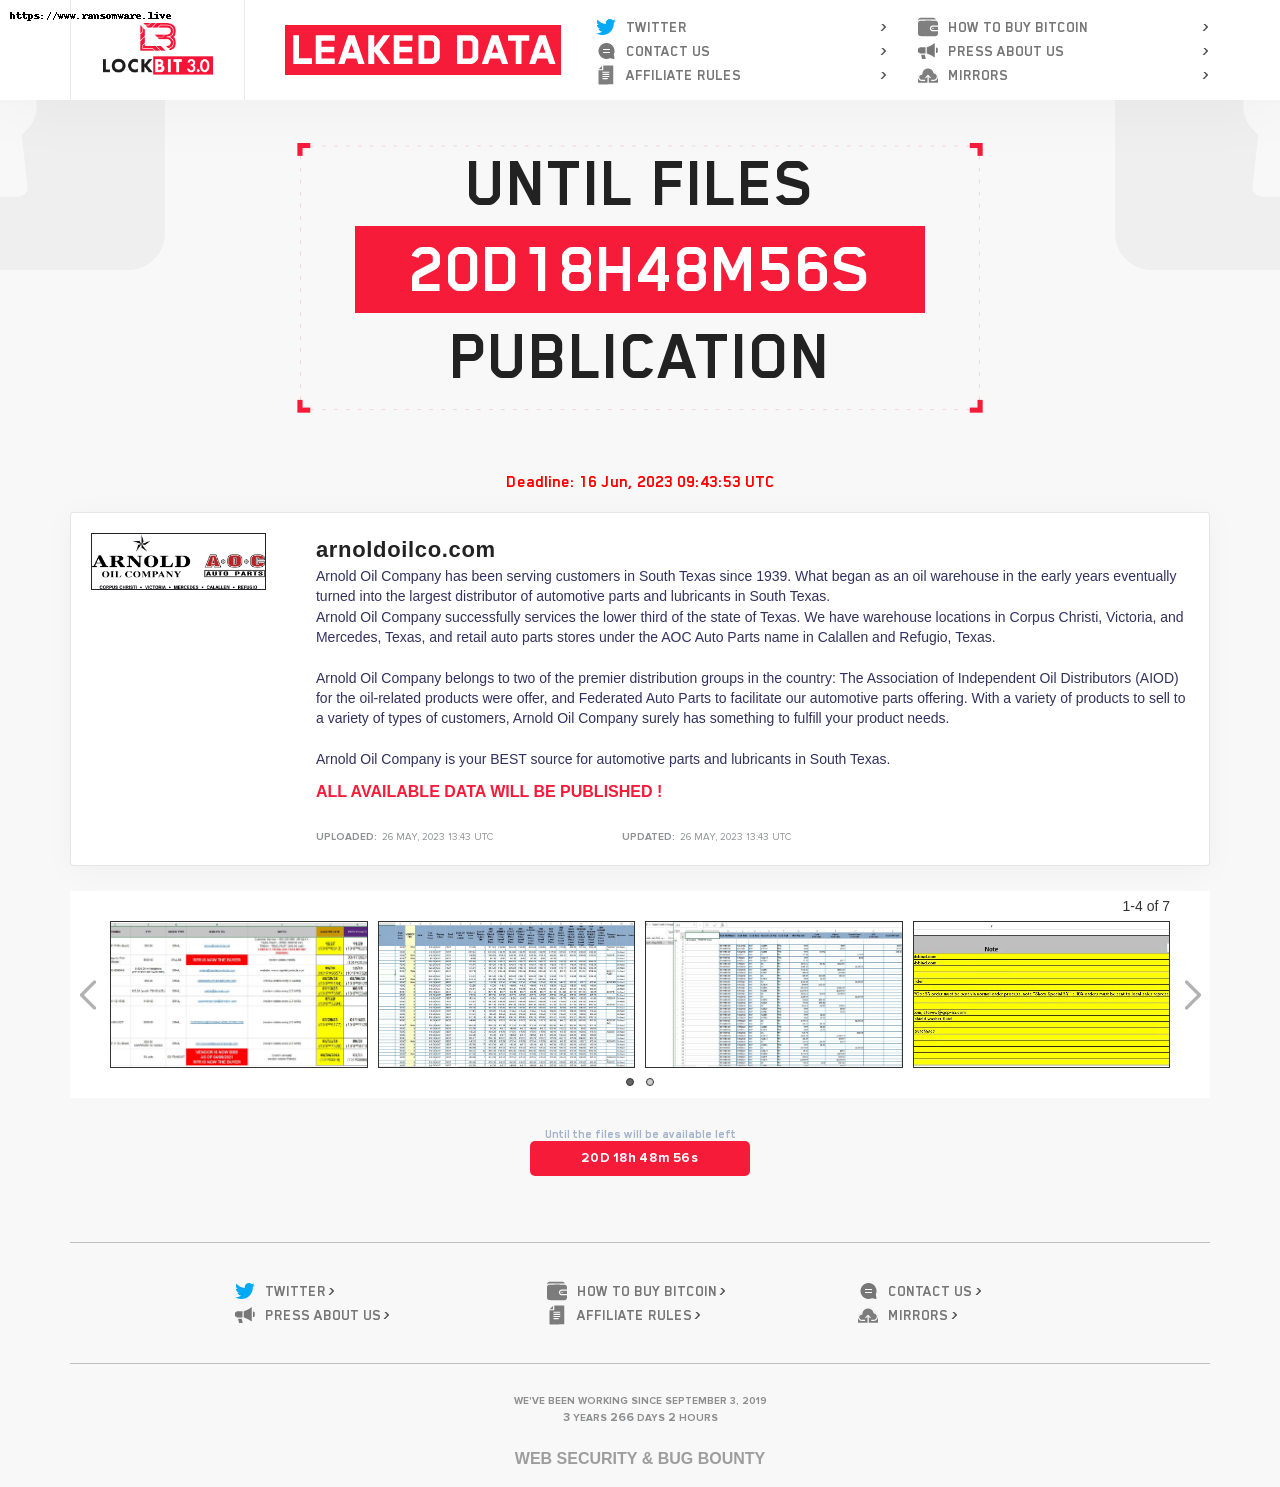 https://www.ransomware.live
LOCKBIT 3.0
LEAKED DATA
TWITTER
CONTACT US
AFFILIATE RULES
HOW TO BUY BITCOIN
PRESS ABOUT US
MIRRORS
UNTIL FILES
20D18H48M56S
PUBLICATION
Deadline: 16 Jun, 2023 09:43:53 UTC
ARNOLD
OIL COMPANY
A·O·C
AUTO PARTS
CORPUS CHRISTI • VICTORIA • MERCEDES • CALALLEN • REFUGIO
arnoldoilco.com
Arnold Oil Company has been serving customers in South Texas since 1939. What began as an oil warehouse in the early years eventually
turned into the largest distributor of automotive parts and lubricants in South Texas.
Arnold Oil Company successfully services the lower third of the state of Texas. We have warehouse locations in Corpus Christi, Victoria, and
Mercedes, Texas, and retail auto parts stores under the AOC Auto Parts name in Calallen and Refugio, Texas.
Arnold Oil Company belongs to two of the premier distribution groups in the country: The Association of Independent Oil Distributors (AIOD)
for the oil-related products were offer, and Federated Auto Parts to facilitate our automotive parts offering. With a variety of products to sell to
a variety of types of customers, Arnold Oil Company surely has something to fulfill your product needs.
Arnold Oil Company is your BEST source for automotive parts and lubricants in South Texas.
ALL AVAILABLE DATA WILL BE PUBLISHED !
UPLOADED: 26 MAY, 2023 13:43 UTC
UPDATED: 26 MAY, 2023 13:43 UTC
1-4 of 7
Note
Until the files will be available left
20D 18h 48m 56s
TWITTER
HOW TO BUY BITCOIN
CONTACT US
PRESS ABOUT US
AFFILIATE RULES
MIRRORS
WE'VE BEEN WORKING SINCE SEPTEMBER 3, 2019
3 YEARS 266 DAYS 2 HOURS
WEB SECURITY & BUG BOUNTY